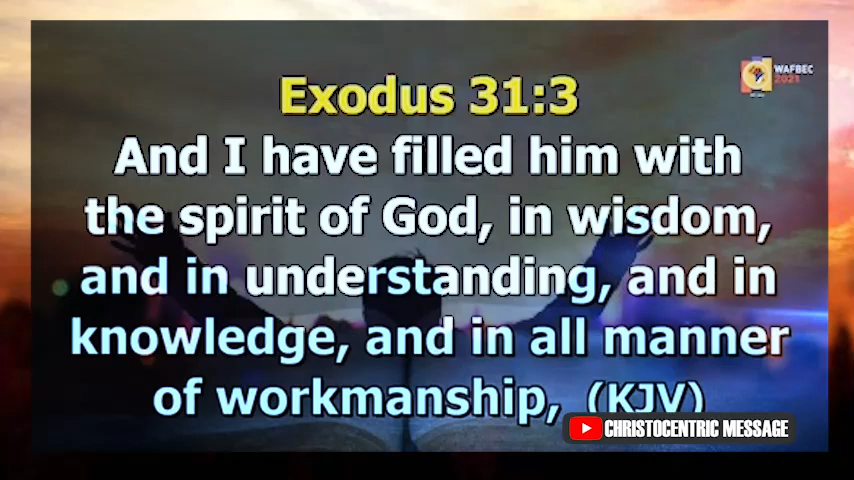 WAFBEC
2021
Exodus 31:3
And I have filled him with
the spirit of God, in wisdom,
and in understanding, and in
knowledge, and in all manner
of workmanship, (KJV)
CHRISTOCENTRIC MESSAGE